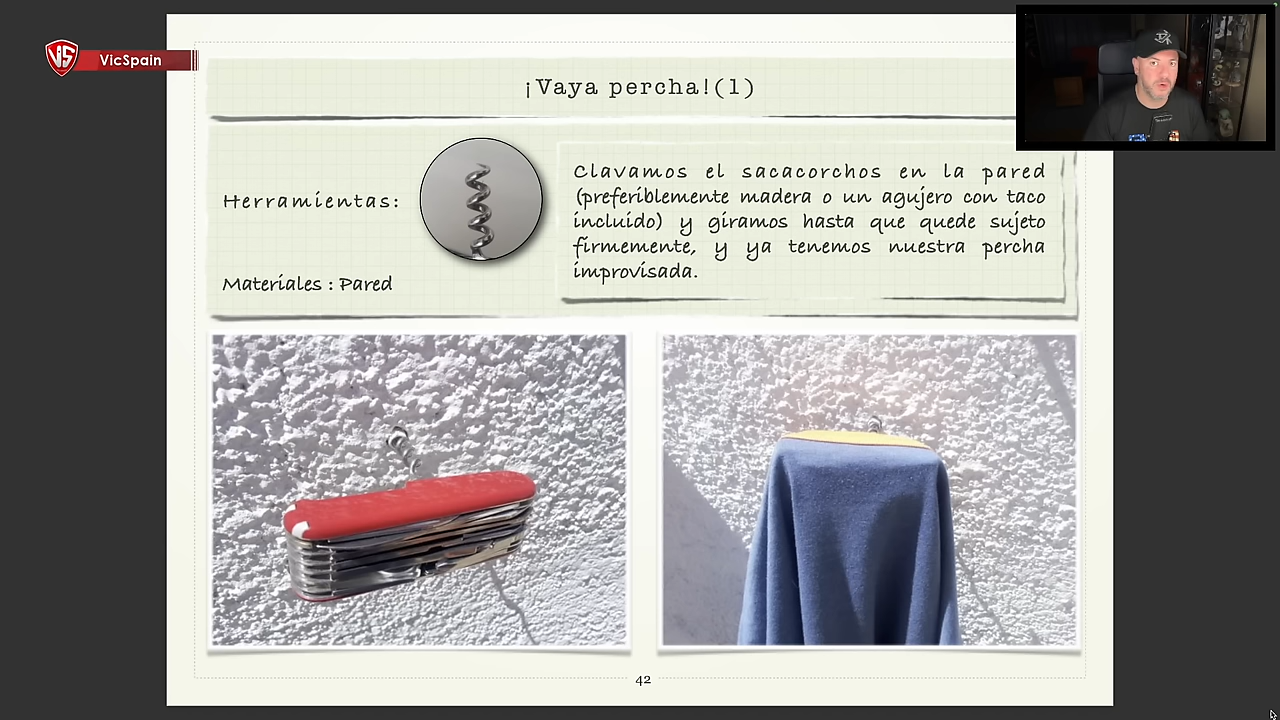 VS
VicSpain
¡Vaya percha!(1)
Herramientas:
Materiales : Pared
Clavamos el sacacorchos en la pared
(preferiblemente madera o un agujero con taco
incluido) y giramos hasta que quede sujeto
firmemente, y ya tenemos nuestra percha
improvisada.
42